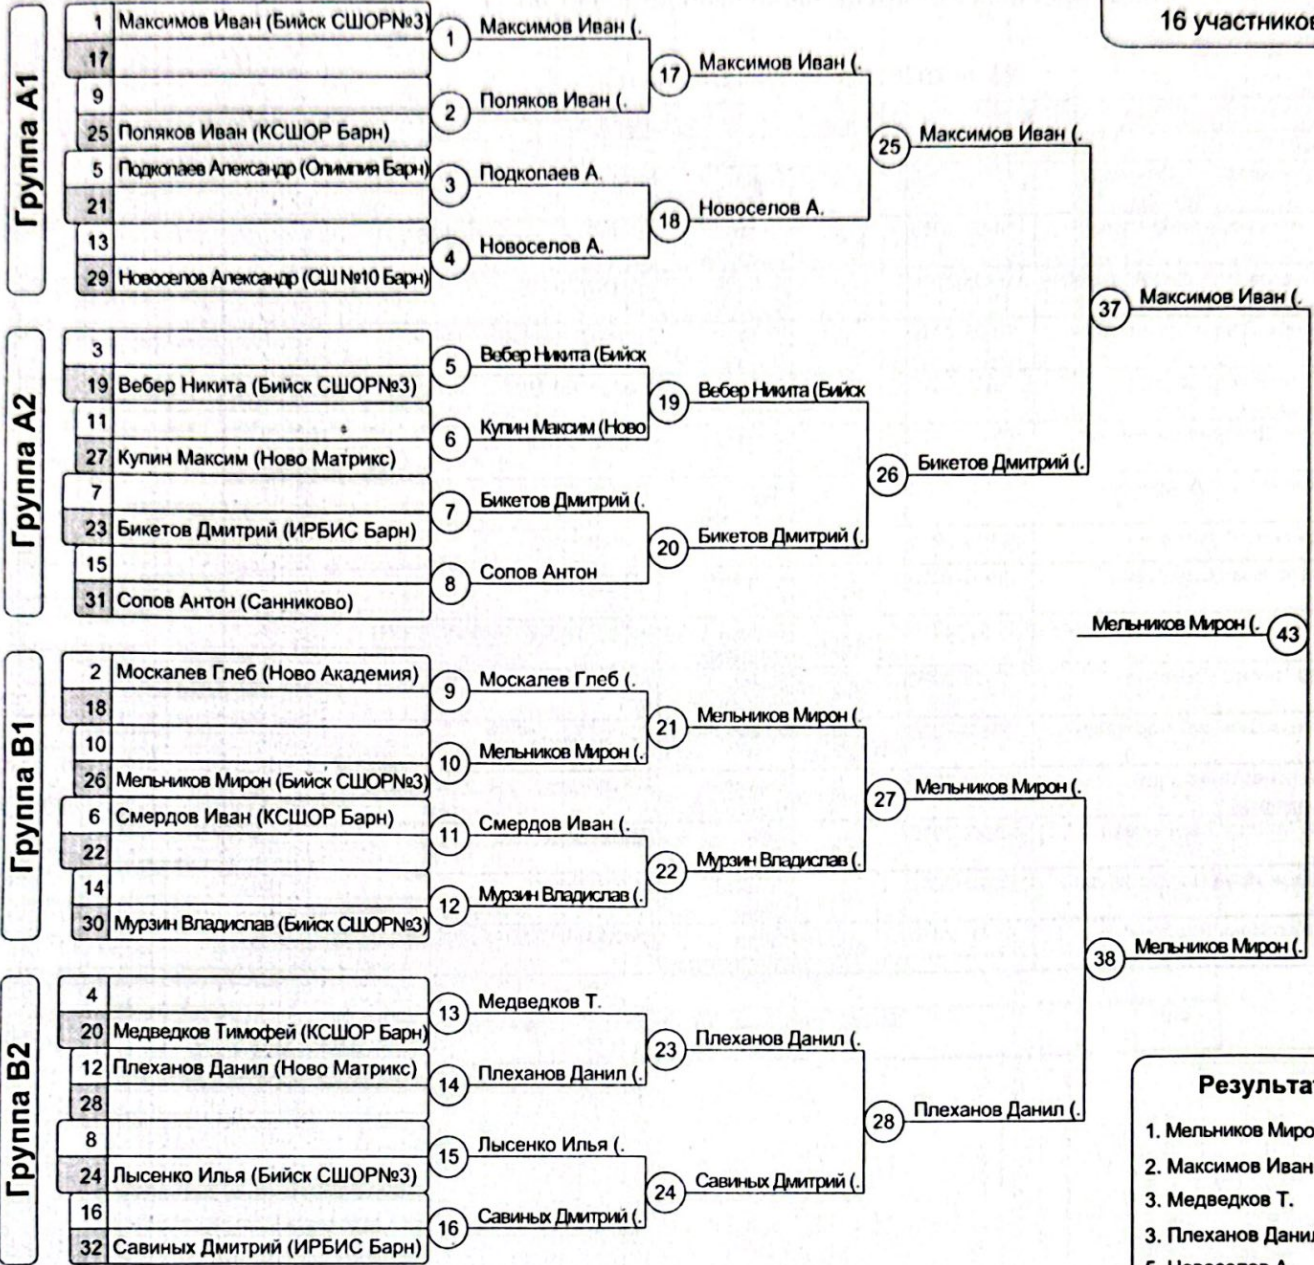 16 участников
Группа А1
1 Максимов Иван (Бийск СШОР№3)
17
9
25 Поляков Иван (КСШОР Барн)
5 Подкопаев Александр (Олимпия Барн)
21
13
29 Новоселов Александр (СШ №10 Барн)
Группа А2
3
19 Вебер Никита (Бийск СШОР№3)
11
27 Купин Максим (Ново Матрикс)
7
23 Бикетов Дмитрий (ИРБИС Барн)
15
31 Сопов Антон (Санниково)
Группа В1
2 Москалев Глеб (Ново Академия)
18
10
26 Мельников Мирон (Бийск СШОР№3)
6 Смердов Иван (КСШОР Барн)
22
14
30 Мурзин Владислав (Бийск СШОР№3)
Группа В2
4
20 Медведков Тимофей (КСШОР Барн)
12 Плеханов Данил (Ново Матрикс)
28
8
24 Лысенко Илья (Бийск СШОР№3)
16
32 Савиных Дмитрий (ИРБИС Барн)
1 Максимов Иван (.
2 Поляков Иван (.
3 Подкопаев А.
4 Новоселов А.
5 Вебер Никита (Бийск
6 Купин Максим (Ново
7 Бикетов Дмитрий (.
8 Сопов Антон
9 Москалев Глеб (.
10 Мельников Мирон (.
11 Смердов Иван (.
12 Мурзин Владислав (.
13 Медведков Т.
14 Плеханов Данил (.
15 Лысенко Илья (.
16 Савиных Дмитрий (.
17 Максимов Иван (.
18 Новоселов А.
19 Вебер Никита (Бийск
20 Бикетов Дмитрий (.
21 Мельников Мирон (.
22 Мурзин Владислав (.
23 Плеханов Данил (.
24 Савиных Дмитрий (.
25 Максимов Иван (.
26 Бикетов Дмитрий (.
27 Мельников Мирон (.
28 Плеханов Данил (.
37 Максимов Иван (.
38 Мельников Мирон (.
Мельников Мирон (. 43
Результат
1. Мельников Миро
2. Максимов Иван
3. Медведков Т.
3. Плеханов Данил